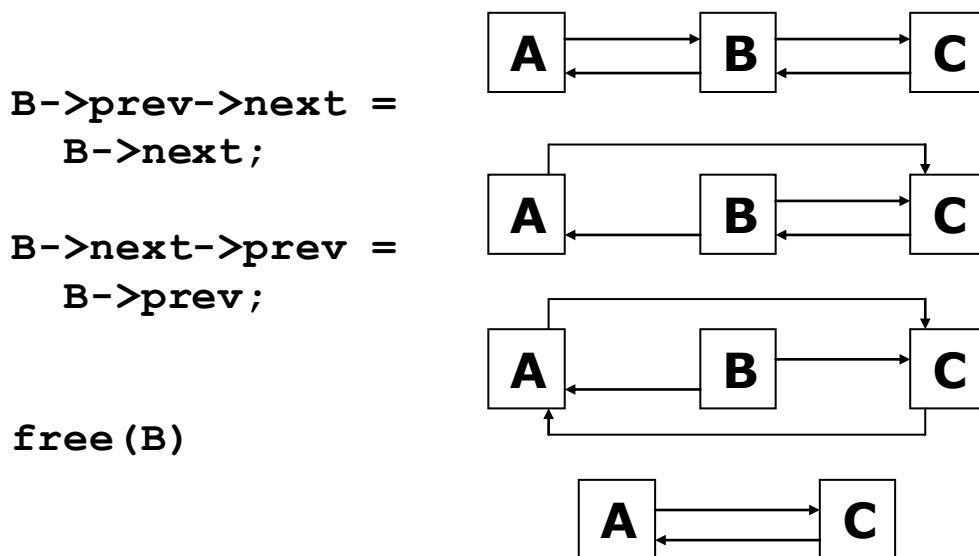 A B C
B->prev->next =
B->next;
A B C
B->next->prev =
B->prev;
A B C
free(B)
A C